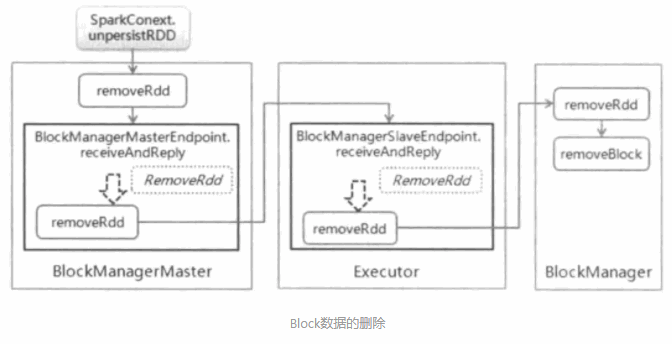 SparkConext.
unpersistRDD
removeRdd
BlockManagerMasterEndpoint.
receiveAndReply
RemoveRdd
removeRdd
BlockManagerMaster
BlockManagerSlaveEndpoint.
receiveAndReply
RemoveRdd
removeRdd
Executor
removeRdd
removeBlock
BlockManager
Block数据的删除